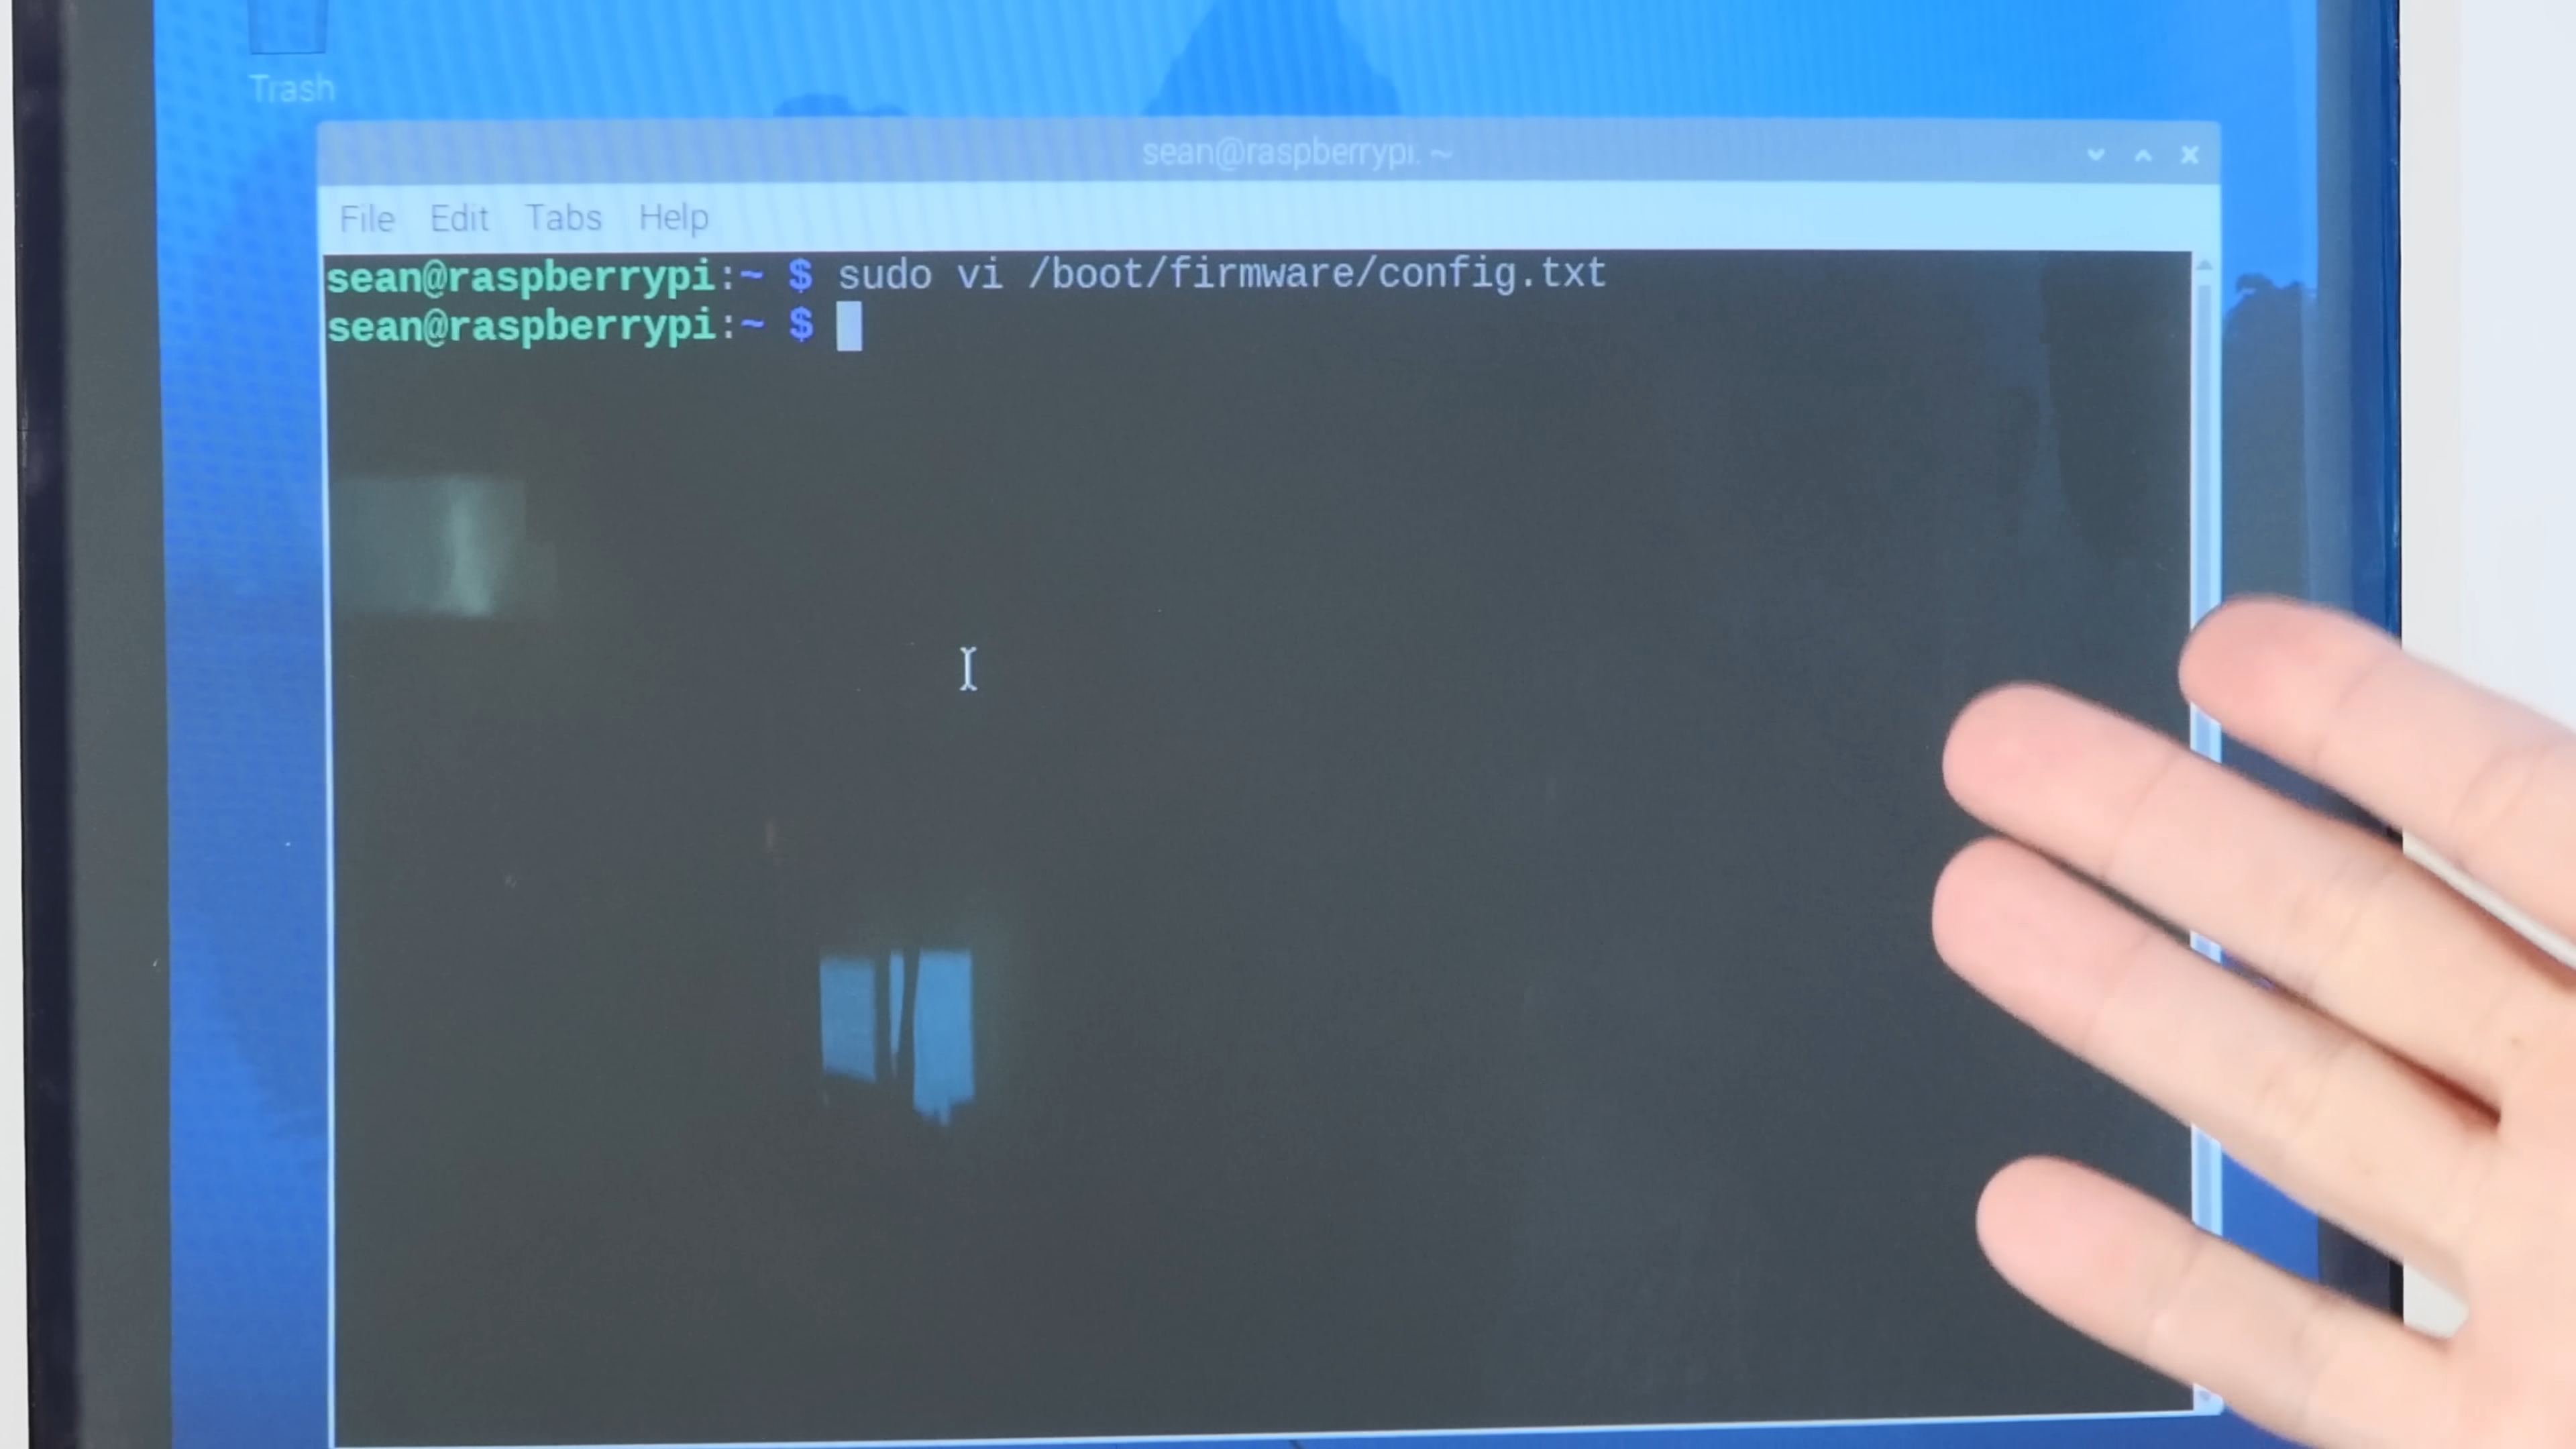 Trash
sean@raspberrypi: ~
File Edit Tabs Help
sean@raspberrypi:~ $ sudo vi /boot/firmware/config.txt
sean@raspberrypi:~ $